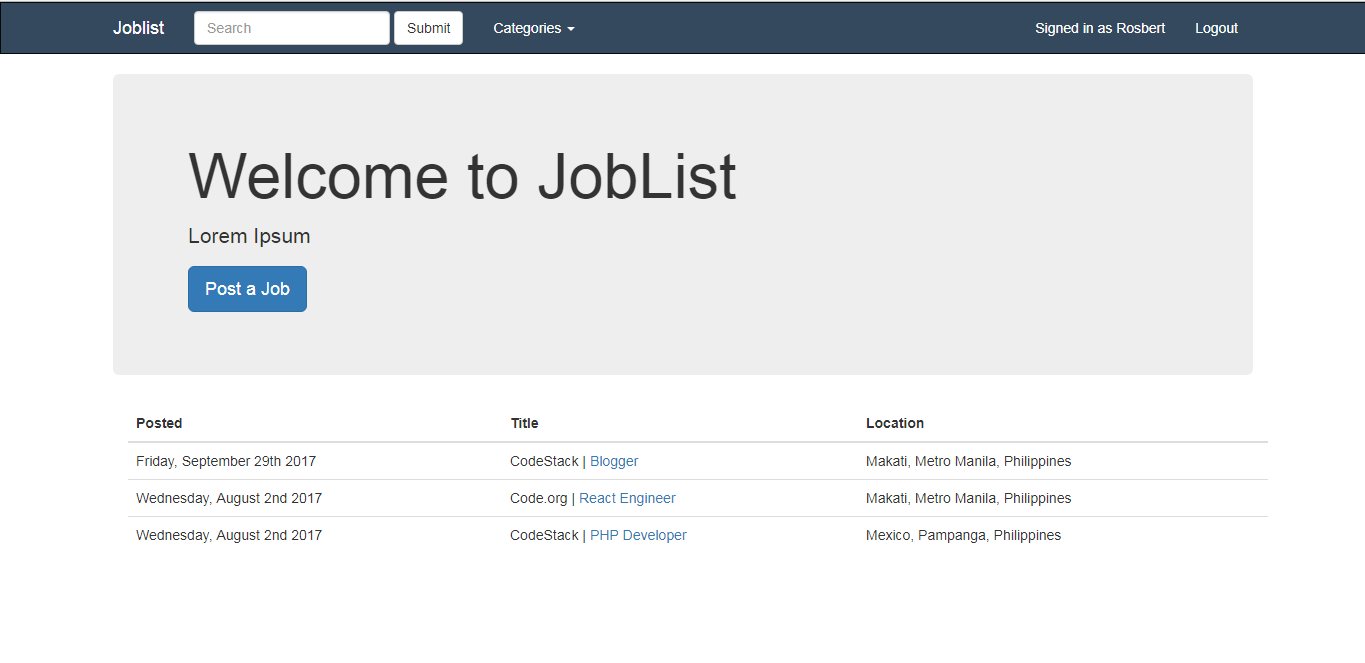 Joblist Search Submit Categories Signed in as Rosbert Logout
Welcome to JobList
Lorem Ipsum
Post a Job
Posted Title Location
Friday, September 29th 2017 CodeStack | Blogger Makati, Metro Manila, Philippines
Wednesday, August 2nd 2017 Code.org | React Engineer Makati, Metro Manila, Philippines
Wednesday, August 2nd 2017 CodeStack | PHP Developer Mexico, Pampanga, Philippines